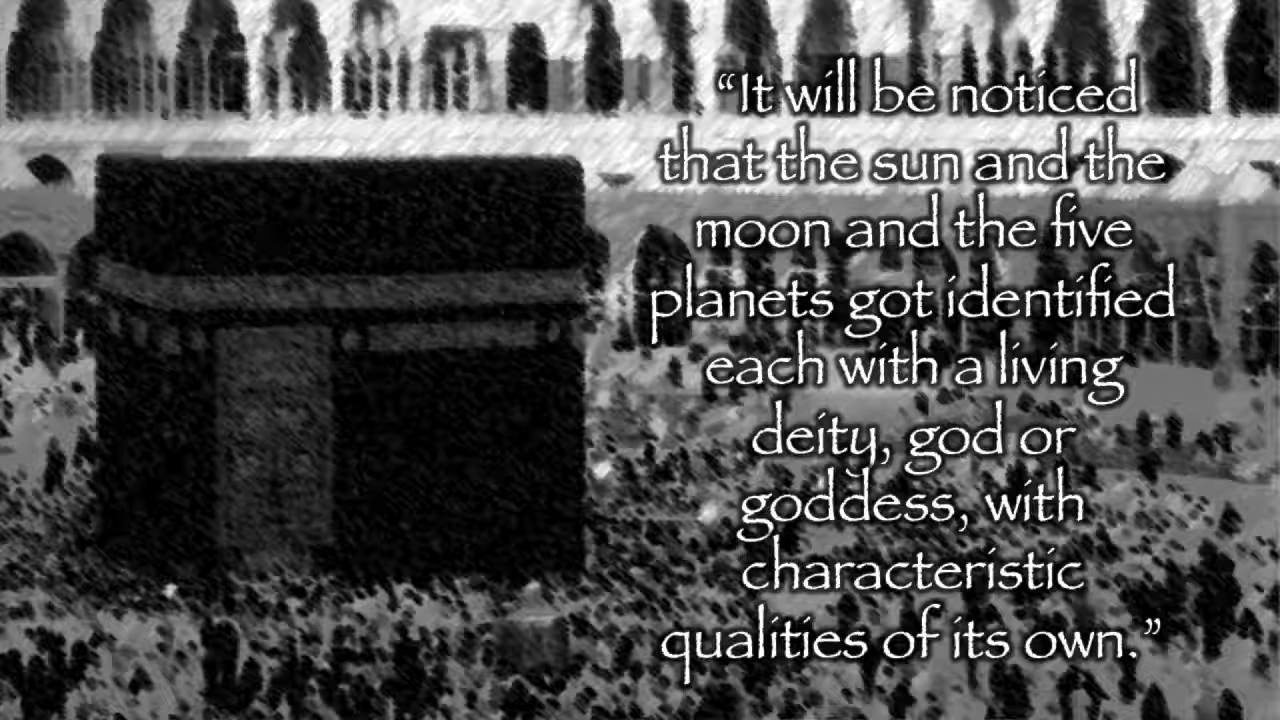 “It will be noticed
that the sun and the
moon and the five
planets got identified
each with a living
deity, god or
goddess, with
characteristic
qualities of its own.”